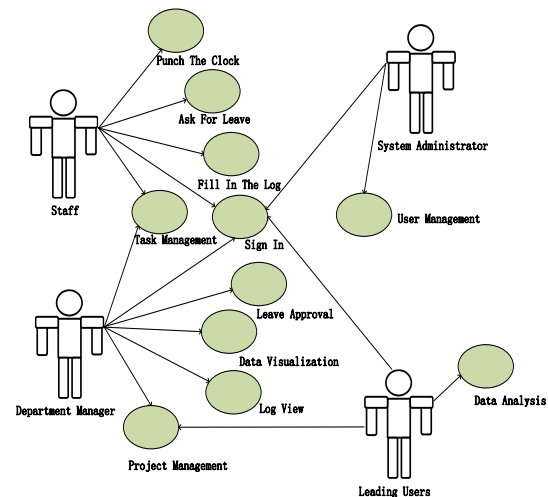 Punch The Clock
Ask For Leave
System Administrator
Fill In The Log
Staff
User Management
Task Management
Sign In
Leave Approval
Data Visualization
Data Analysis
Log View
Department Manager
Project Management
Leading Users